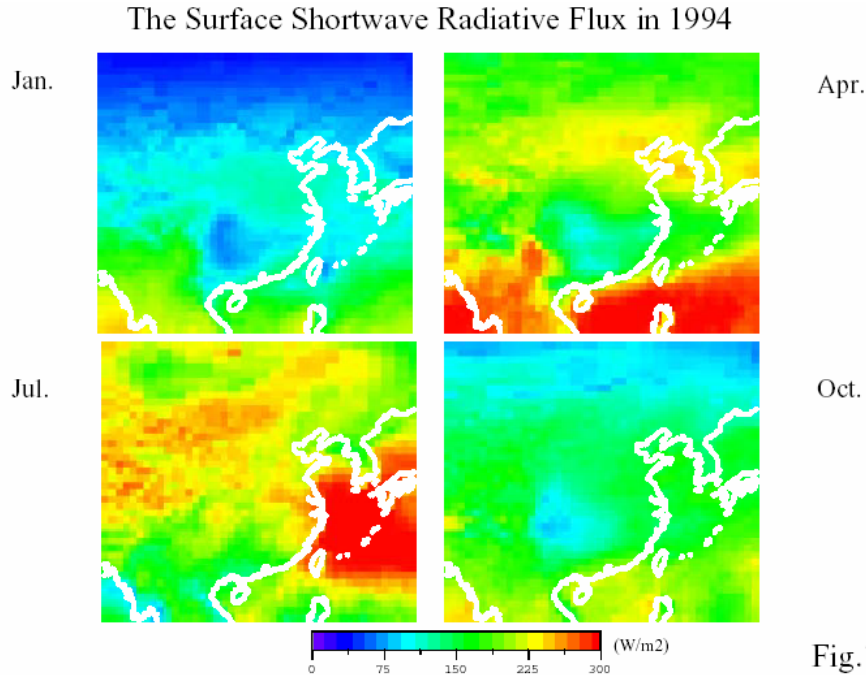 The Surface Shortwave Radiative Flux in 1994
Jan.
Apr.
Jul.
Oct.
0 75 150 225 300 (W/m2)
Fig.